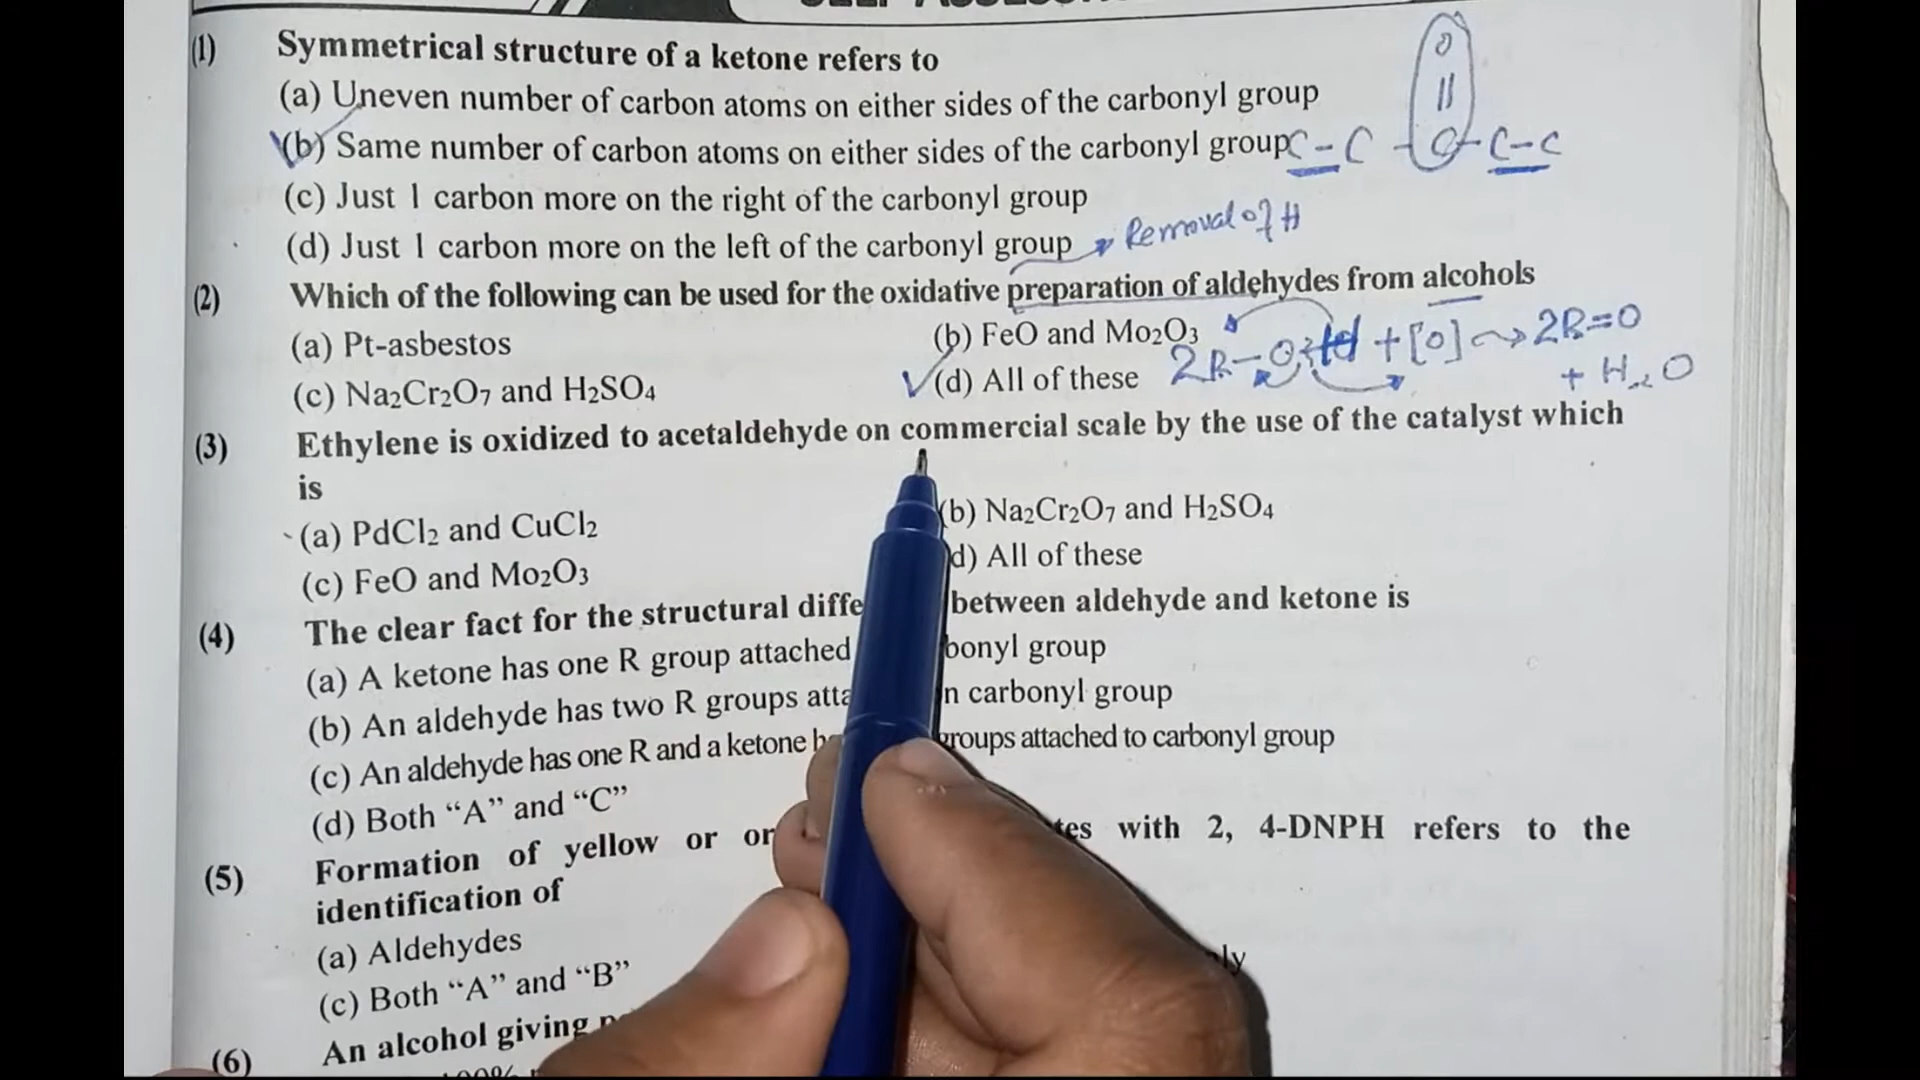 (1) Symmetrical structure of a ketone refers to
(a) Uneven number of carbon atoms on either sides of the carbonyl group
(b) Same number of carbon atoms on either sides of the carbonyl group
O
||
C-C-C-C-C
(c) Just 1 carbon more on the right of the carbonyl group
(d) Just 1 carbon more on the left of the carbonyl group
Removal of H
(2) Which of the following can be used for the oxidative preparation of aldehydes from alcohols
(a) Pt-asbestos (b) FeO and Mo₂O₃
(c) Na₂Cr₂O₇ and H₂SO₄ (d) All of these
+[O] 2R=O
+ H₂O
(3) Ethylene is oxidized to acetaldehyde on commercial scale by the use of the catalyst which
is
(a) PdCl₂ and CuCl₂ (b) Na₂Cr₂O₇ and H₂SO₄
(c) FeO and Mo₂O₃ d) All of these
(4) The clear fact for the structural diffe between aldehyde and ketone is
(a) A ketone has one R group attached bonyl group
(b) An aldehyde has two R groups atta n carbonyl group
(c) An aldehyde has one R and a ketone h groups attached to carbonyl group
(d) Both “A” and “C”
(5) Formation of yellow or or tes with 2, 4-DNPH refers to the
identification of
(a) Aldehydes
(c) Both “A” and “B” ly
(6) An alcohol giving